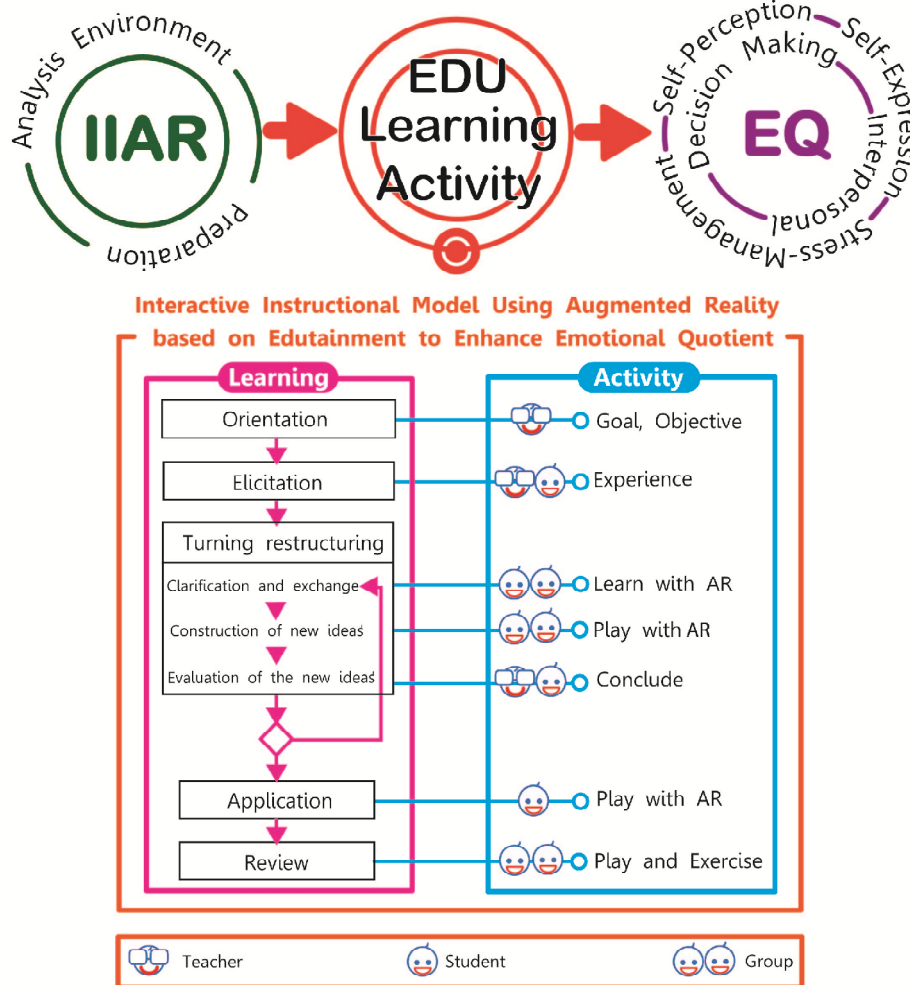 Analysis Environment
IIAR
Preparation
EDU
Learning
Activity
Self-Perception
Self-Expression
Stress-Management
Decision Making
Interpersonal
EQ
Interactive Instructional Model Using Augmented Reality
based on Edutainment to Enhance Emotional Quotient
Learning
Activity
Orientation
Goal, Objective
Elicitation
Experience
Turning restructuring
Clarification and exchange
Learn with AR
Construction of new ideas
Play with AR
Evaluation of the new ideas
Conclude
Application
Play with AR
Review
Play and Exercise
Teacher
Student
Group